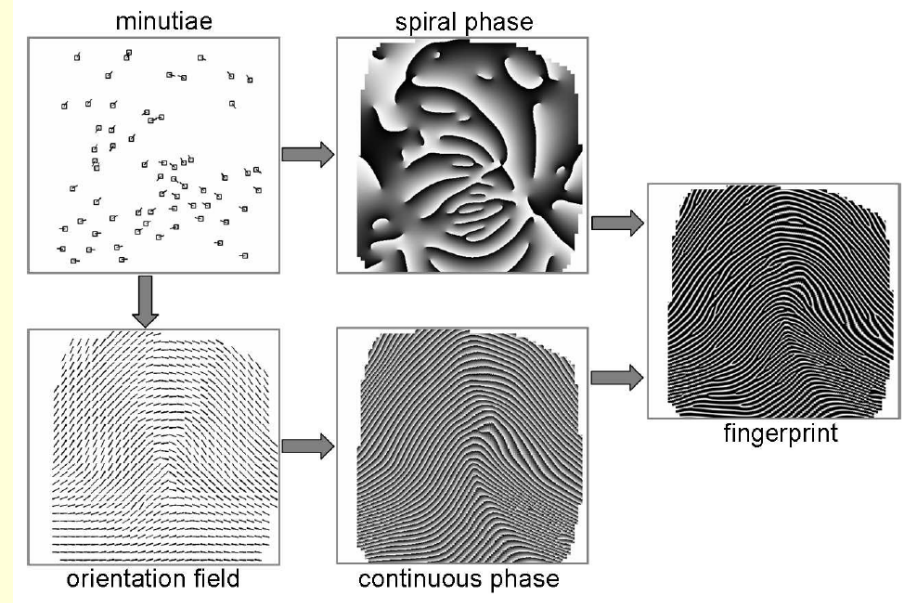 minutiae
spiral phase
fingerprint
orientation field
continuous phase